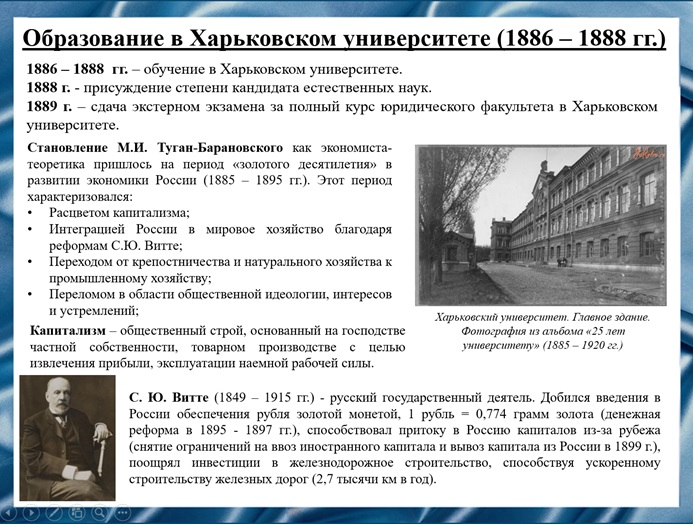 Образование в Харьковском университете (1886 – 1888 гг.)
1886 – 1888 гг. – обучение в Харьковском университете.
1888 г. - присуждение степени кандидата естественных наук.
1889 г. – сдача экстерном экзамена за полный курс юридического факультета в Харьковском
университете.
Становление М.И. Туган-Барановского как экономиста-
теоретика пришлось на период «золотого десятилетия» в
развитии экономики России (1885 – 1895 гг.). Этот период
характеризовался:
• Расцветом капитализма;
• Интеграцией России в мировое хозяйство благодаря
реформам С.Ю. Витте;
• Переходом от крепостничества и натурального хозяйства к
промышленному хозяйству;
• Переломом в области общественной идеологии, интересов
и устремлений;
Капитализм – общественный строй, основанный на господстве
частной собственности, товарном производстве с целью
извлечения прибыли, эксплуатации наемной рабочей силы.
Харьковский университет. Главное здание.
Фотография из альбома «25 лет
университету» (1885 – 1920 гг.)
С. Ю. Витте (1849 – 1915 гг.) - русский государственный деятель. Добился введения в
России обеспечения рубля золотой монетой, 1 рубль = 0,774 грамм золота (денежная
реформа в 1895 - 1897 гг.), способствовал притоку в Россию капиталов из-за рубежа
(снятие ограничений на ввоз иностранного капитала и вывоз капитала из России в 1899 г.),
поощрял инвестиции в железнодорожное строительство, способствуя ускоренному
строительству железных дорог (2,7 тысячи км в год).